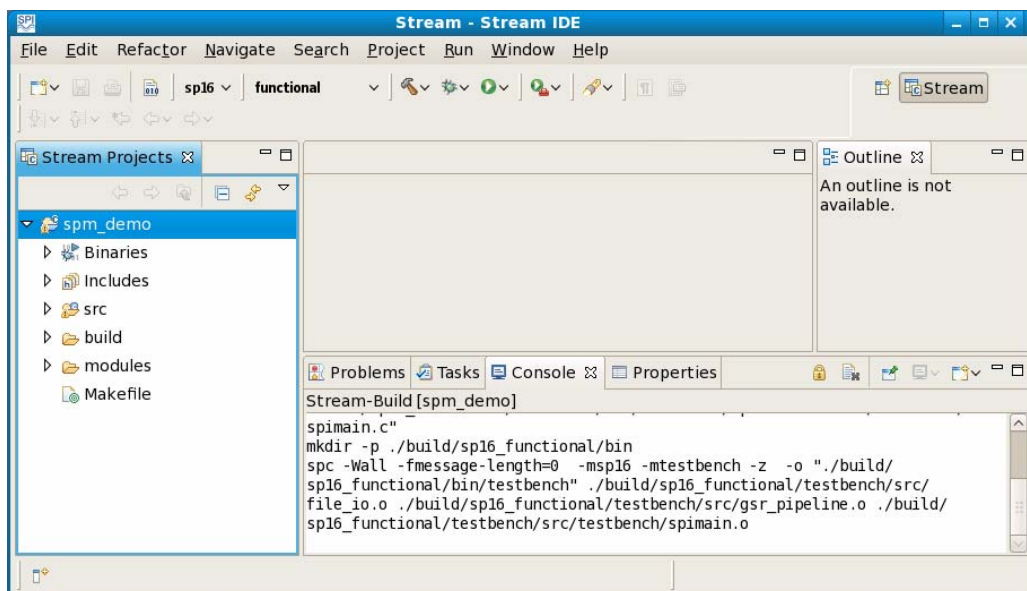 SPI
Stream - Stream IDE
File Edit Refactor Navigate Search Project Run Window Help
010
sp16
functional
Stream
Stream Projects
Outline
An outline is not
available.
spm_demo
Binaries
Includes
src
build
modules
Makefile
Problems Tasks Console Properties
Stream-Build [spm_demo]
spimain.c"
mkdir -p ./build/sp16_functional/bin
spc -Wall -fmessage-length=0 -msp16 -mtestbench -z -o "./build/
sp16_functional/bin/testbench" ./build/sp16_functional/testbench/src/
file_io.o ./build/sp16_functional/testbench/src/gsr_pipeline.o ./build/
sp16_functional/testbench/src/testbench/spimain.o